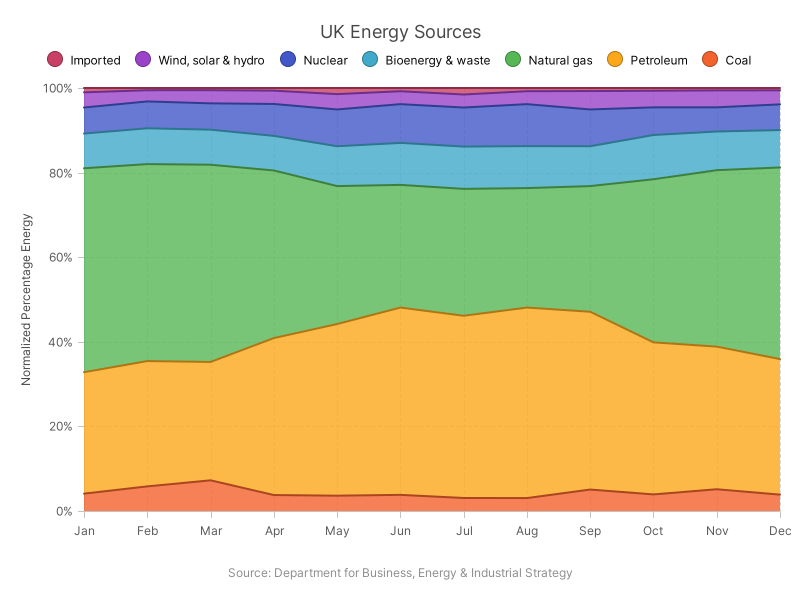 UK Energy Sources
Imported Wind, solar & hydro Nuclear Bioenergy & waste Natural gas Petroleum Coal
100%
80%
60%
40%
20%
0%
Normalized Percentage Energy
Jan Feb Mar Apr May Jun Jul Aug Sep Oct Nov Dec
Source: Department for Business, Energy & Industrial Strategy